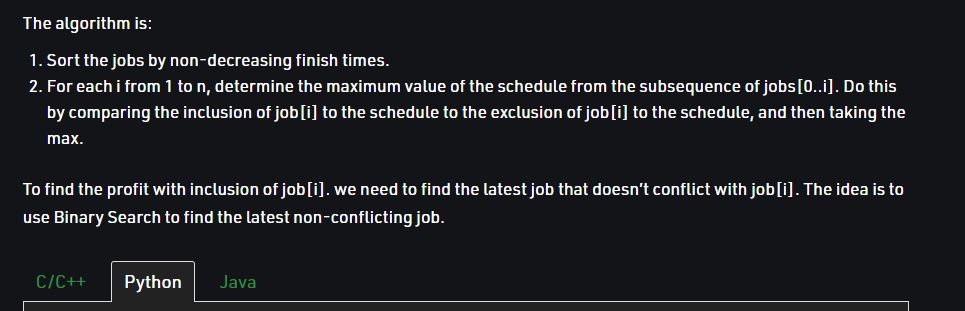 The algorithm is:
1. Sort the jobs by non-decreasing finish times.
2. For each i from 1 to n, determine the maximum value of the schedule from the subsequence of jobs[0..i]. Do this
by comparing the inclusion of job[i] to the schedule to the exclusion of job[i] to the schedule, and then taking the
max.
To find the profit with inclusion of job[i]. we need to find the latest job that doesn’t conflict with job[i]. The idea is to
use Binary Search to find the latest non-conflicting job.
C/C++ Python Java